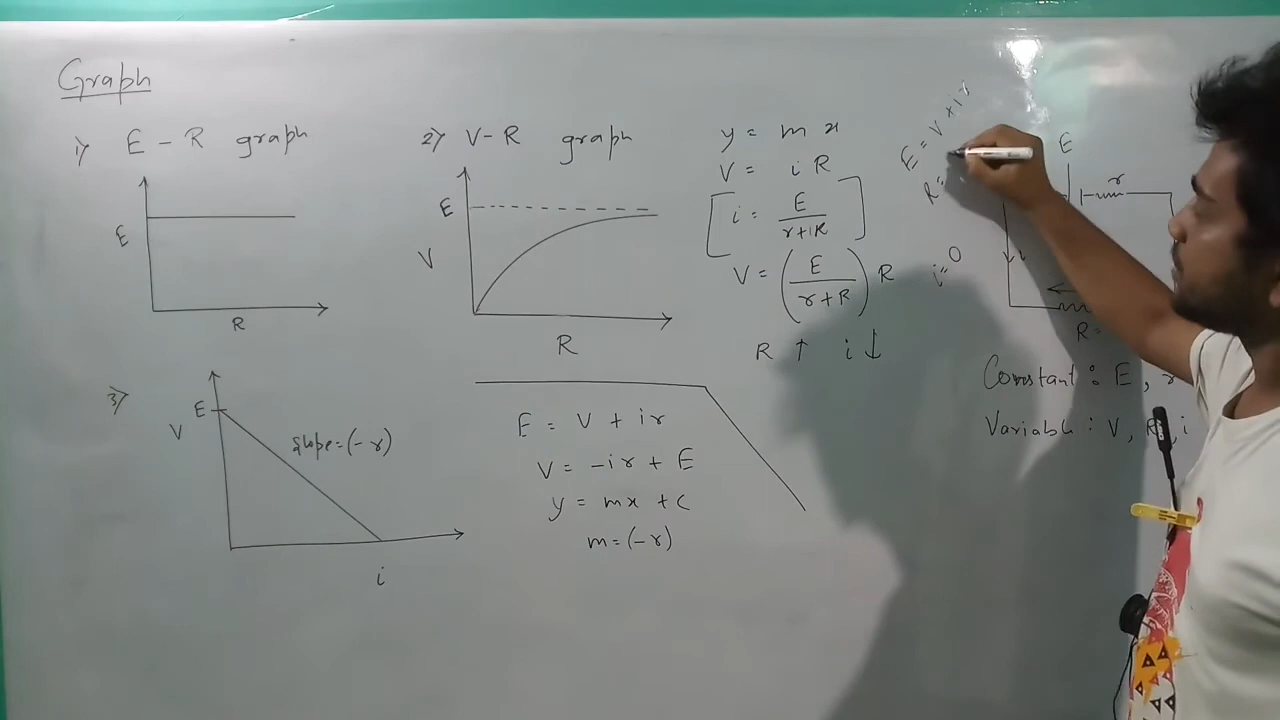 Graph
1) E - R graph
E
R
2) V-R graph
E
V
R
y = m x
V = i R
[ i = E / r+R ]
V = ( E / r+R ) R
R ↑ i ↓
3)
E
V
slope=(-r)
i
E = V + ir
V = -ir + E
y = mx + c
m = (-r)
E = V + ir
R =
i = 0
E
r
i
R =
Constant : E, r
Variable : V, R, i